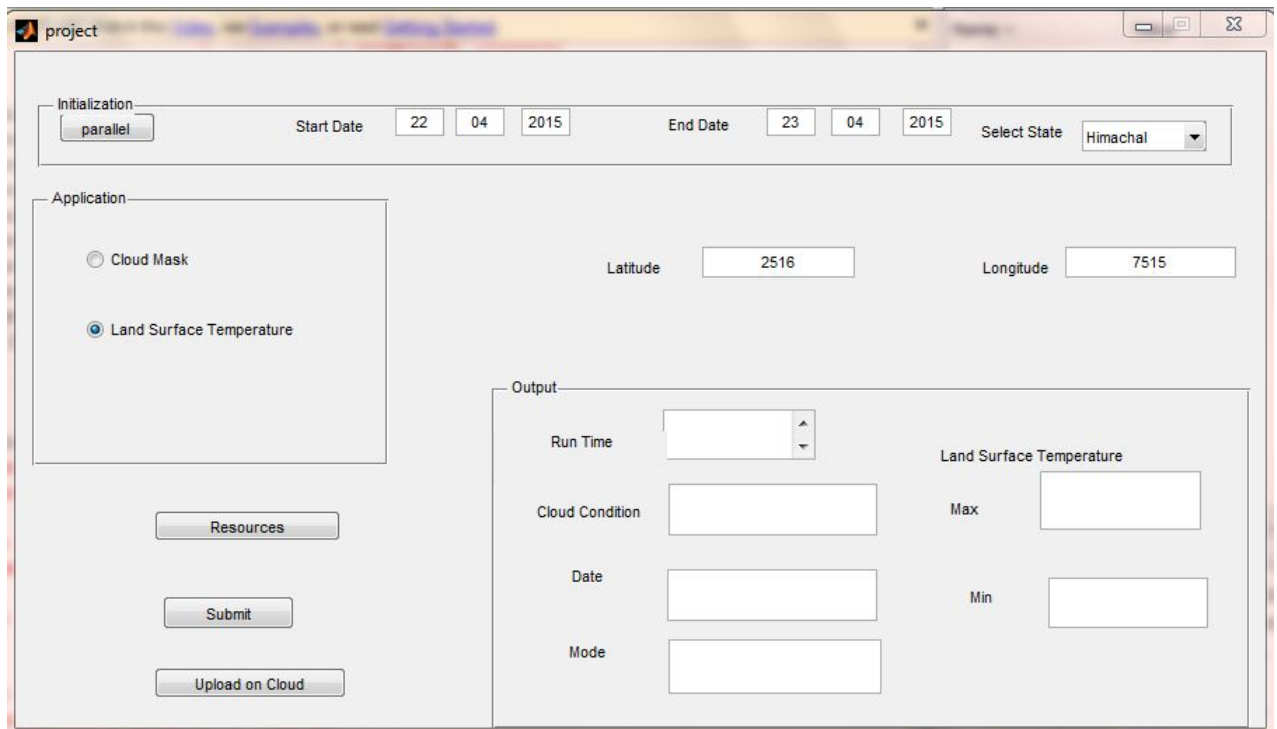 project
Initialization
parallel Start Date 22 04 2015 End Date 23 04 2015 Select State Himachal
Application
Cloud Mask
Latitude 2516 Longitude 7515
Land Surface Temperature
Output
Run Time
Land Surface Temperature
Cloud Condition
Max
Resources
Date
Min
Submit
Mode
Upload on Cloud